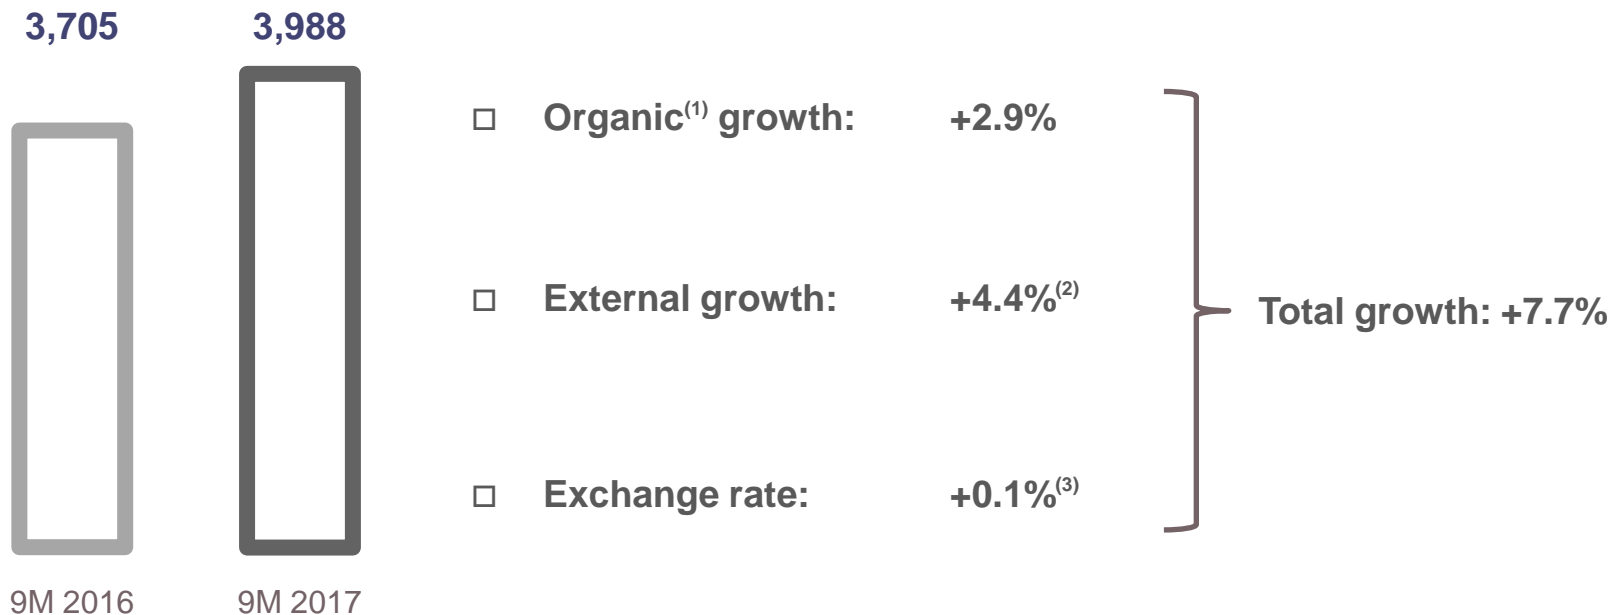 3,705 3,988
□ Organic(1) growth: +2.9%
□ External growth: +4.4%(2)
Total growth: +7.7%
□ Exchange rate: +0.1%(3)
9M 2016 9M 2017